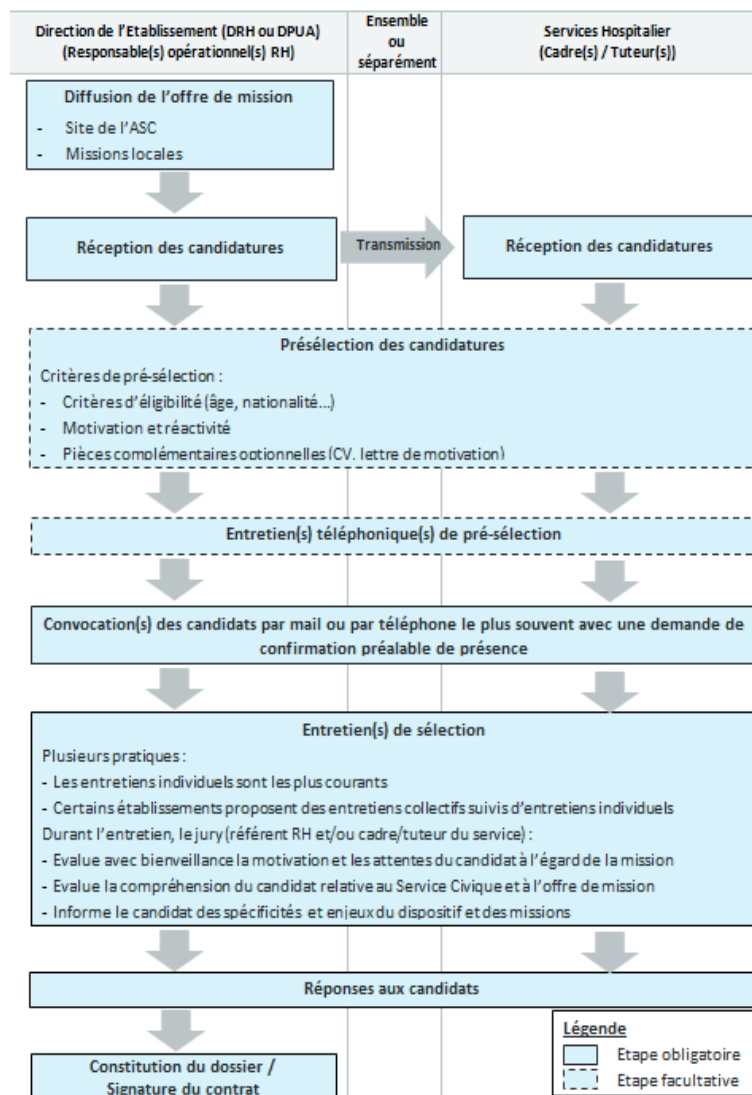 Direction de l'Etablissement (DRH ou DPUA)
(Responsable(s) opérationnel(s) RH)
Ensemble
ou
séparément
Services Hospitalier
(Cadre(s) / Tuteur(s))
Diffusion de l'offre de mission
- Site de l'ASC
- Missions locales
Réception des candidatures
Transmission
Réception des candidatures
Présélection des candidatures
Critères de pré-sélection :
- Critères d'éligibilité (âge, nationalité...)
- Motivation et réactivité
- Pièces complémentaires optionnelles (CV, lettre de motivation)
Entretien(s) téléphonique(s) de pré-sélection
Convocation(s) des candidats par mail ou par téléphone le plus souvent avec une demande de
confirmation préalable de présence
Entretien(s) de sélection
Plusieurs pratiques :
- Les entretiens individuels sont les plus courants
- Certains établissements proposent des entretiens collectifs suivis d'entretiens individuels
Durant l'entretien, le jury (référent RH et/ou cadre/tuteur du service) :
- Evalue avec bienveillance la motivation et les attentes du candidat à l'égard de la mission
- Evalue la compréhension du candidat relative au Service Civique et à l'offre de mission
- Informe le candidat des spécificités et enjeux du dispositif et des missions
Réponses aux candidats
Constitution du dossier /
Signature du contrat
Légende
Etape obligatoire
Etape facultative